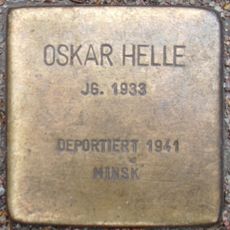 OSKAR HELLE
JG. 1933
DEPORTIERT 1941
MINSK